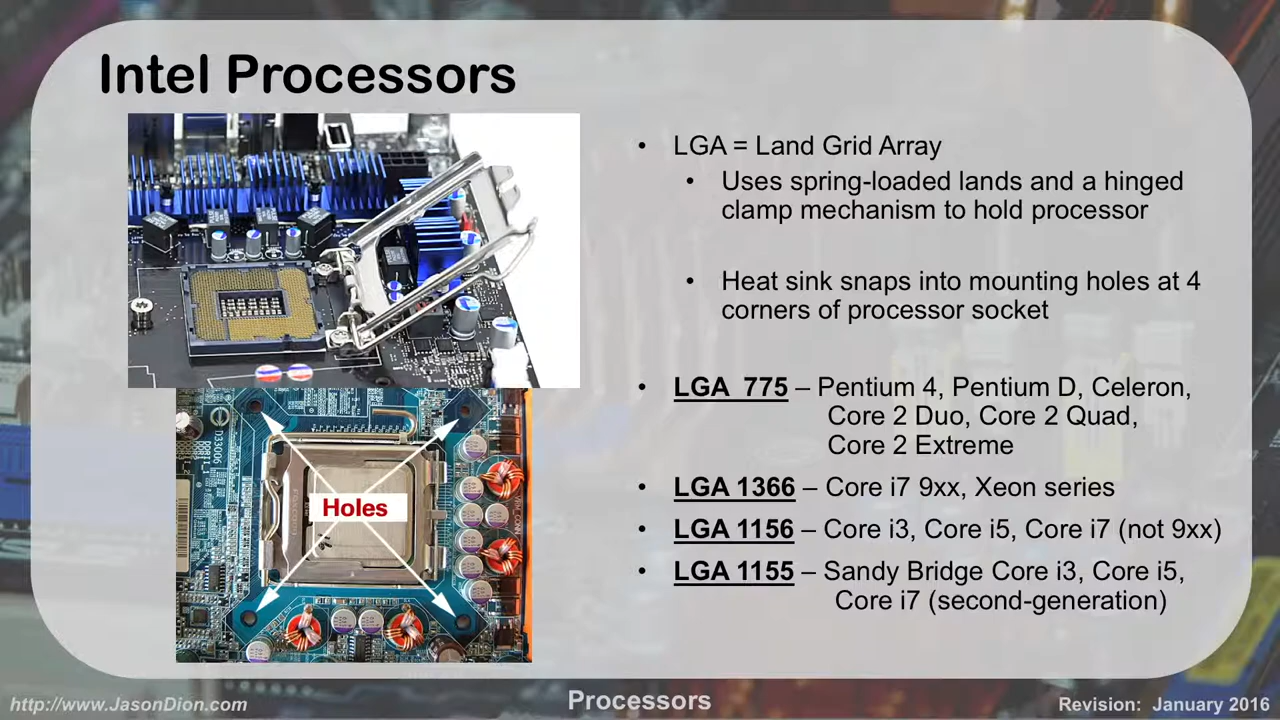 Intel Processors
• LGA = Land Grid Array
• Uses spring-loaded lands and a hinged
clamp mechanism to hold processor
• Heat sink snaps into mounting holes at 4
corners of processor socket
• LGA  775 – Pentium 4, Pentium D, Celeron,
Core 2 Duo, Core 2 Quad,
Core 2 Extreme
• LGA 1366 – Core i7 9xx, Xeon series
• LGA 1156 – Core i3, Core i5, Core i7 (not 9xx)
• LGA 1155 – Sandy Bridge Core i3, Core i5,
Core i7 (second-generation)
D33006
Holes
http://www.JasonDion.com
Processors
Revision:  January 2016